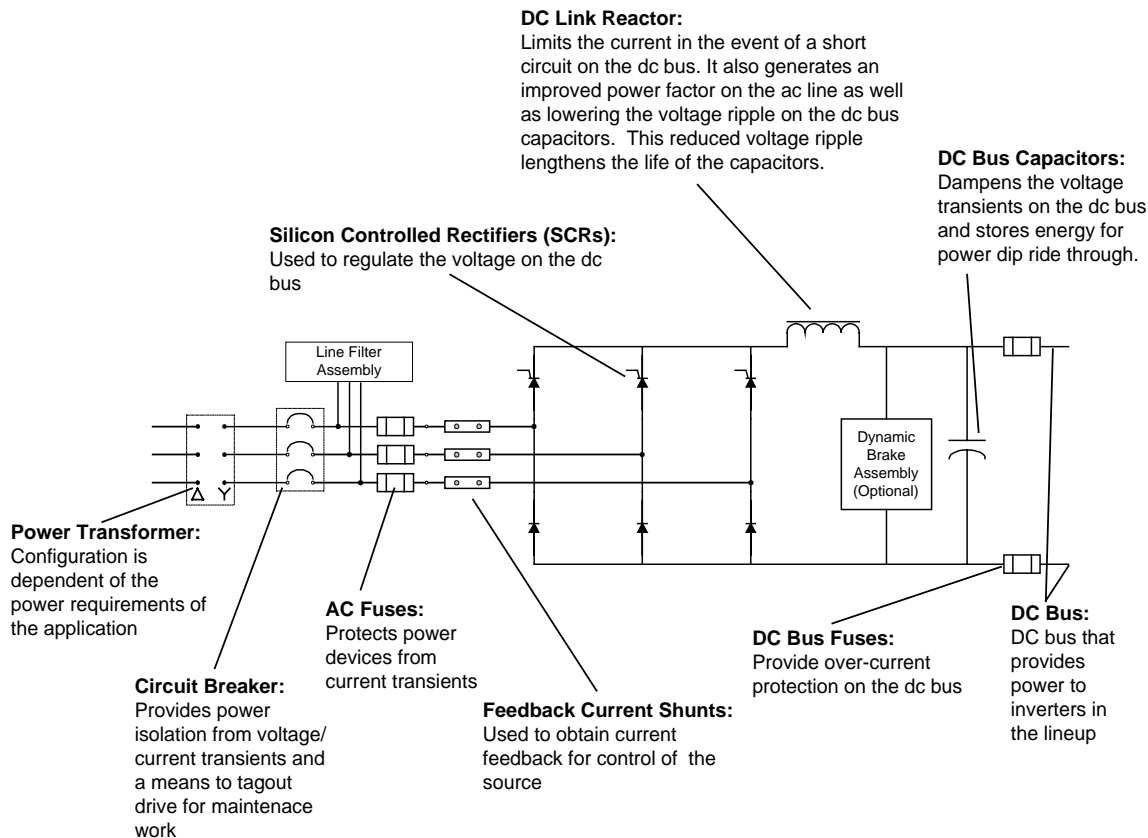 DC Link Reactor:
Limits the current in the event of a short
circuit on the dc bus. It also generates an
improved power factor on the ac line as well
as lowering the voltage ripple on the dc bus
capacitors.  This reduced voltage ripple
lengthens the life of the capacitors.
DC Bus Capacitors:
Dampens the voltage
transients on the dc bus
and stores energy for
power dip ride through.
Silicon Controlled Rectifiers (SCRs):
Used to regulate the voltage on the dc
bus
Line Filter
Assembly
Dynamic
Brake
Assembly
(Optional)
Δ Y
Power Transformer:
Configuration is
dependent of the
power requirements of
the application
Circuit Breaker:
Provides power
isolation from voltage/
current transients and
a means to tagout
drive for maintenace
work
AC Fuses:
Protects power
devices from
current transients
Feedback Current Shunts:
Used to obtain current
feedback for control of  the
source
DC Bus Fuses:
Provide over-current
protection on the dc bus
DC Bus:
DC bus that
provides
power to
inverters in
the lineup